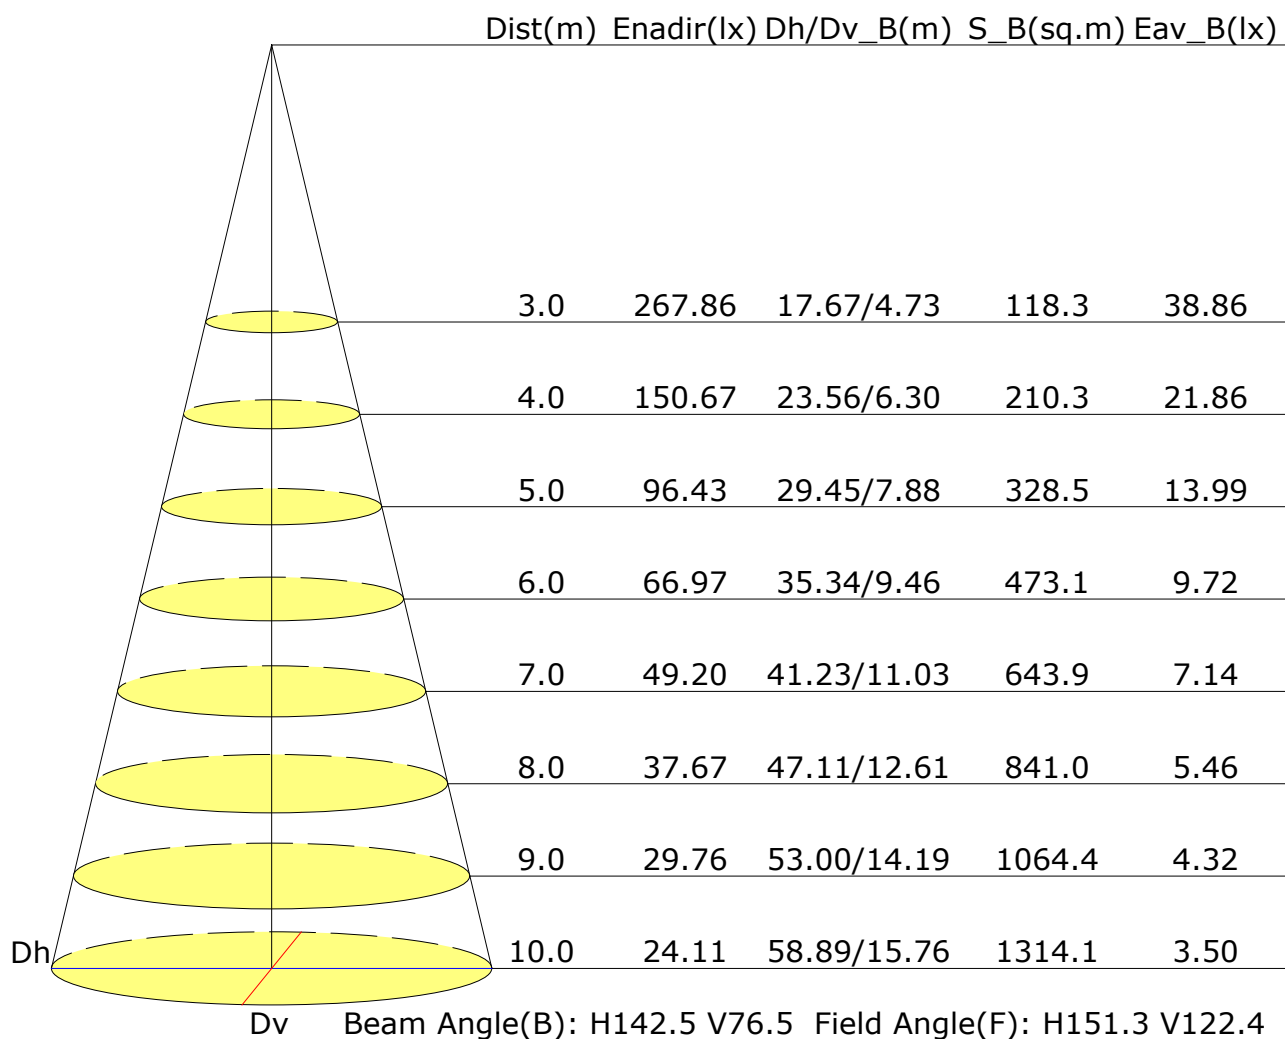 Dist(m) Enadir(lx) Dh/Dv_B(m) S_B(sq.m) Eav_B(lx)
3.0 267.86 17.67/4.73 118.3 38.86
4.0 150.67 23.56/6.30 210.3 21.86
5.0 96.43 29.45/7.88 328.5 13.99
6.0 66.97 35.34/9.46 473.1 9.72
7.0 49.20 41.23/11.03 643.9 7.14
8.0 37.67 47.11/12.61 841.0 5.46
9.0 29.76 53.00/14.19 1064.4 4.32
Dh 10.0 24.11 58.89/15.76 1314.1 3.50
Dv Beam Angle(B): H142.5 V76.5 Field Angle(F): H151.3 V122.4